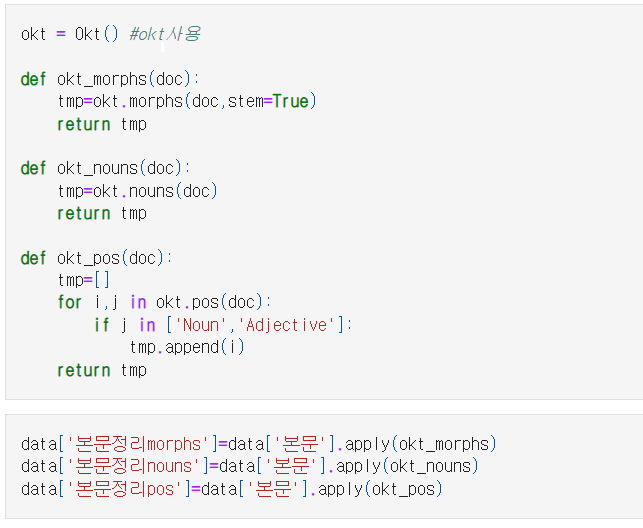 okt = Okt() #okt사용
def okt_morphs(doc):
    tmp=okt.morphs(doc,stem=True)
    return tmp
def okt_nouns(doc):
    tmp=okt.nouns(doc)
    return tmp
def okt_pos(doc):
    tmp=[]
    for i,j in okt.pos(doc):
        if j in ['Noun','Adjective']:
            tmp.append(i)
    return tmp
data['본문정리morphs']=data['본문'].apply(okt_morphs)
data['본문정리nouns']=data['본문'].apply(okt_nouns)
data['본문정리pos']=data['본문'].apply(okt_pos)